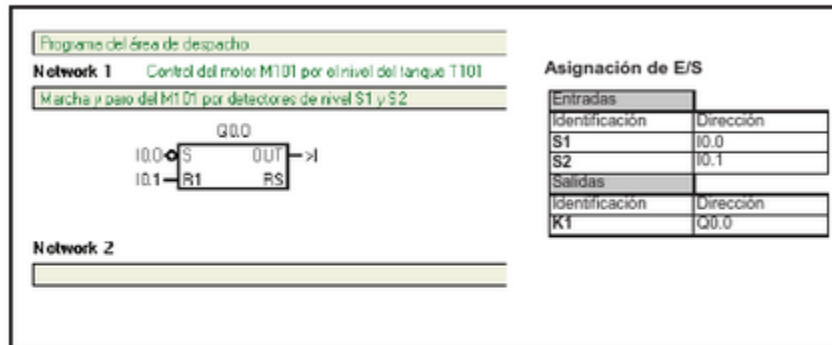 Programa del área de despacho
Network 1 Control del motor M101 por el nivel del tanque T101
Marcha y paro del M101 por detectores de nivel S1 y S2
Q0.0
I0.0 S OUT
I0.1 R1 RS
Network 2
Asignación de E/S
Entradas
Identificación Dirección
S1 I0.0
S2 I0.1
Salidas
Identificación Dirección
K1 Q0.0